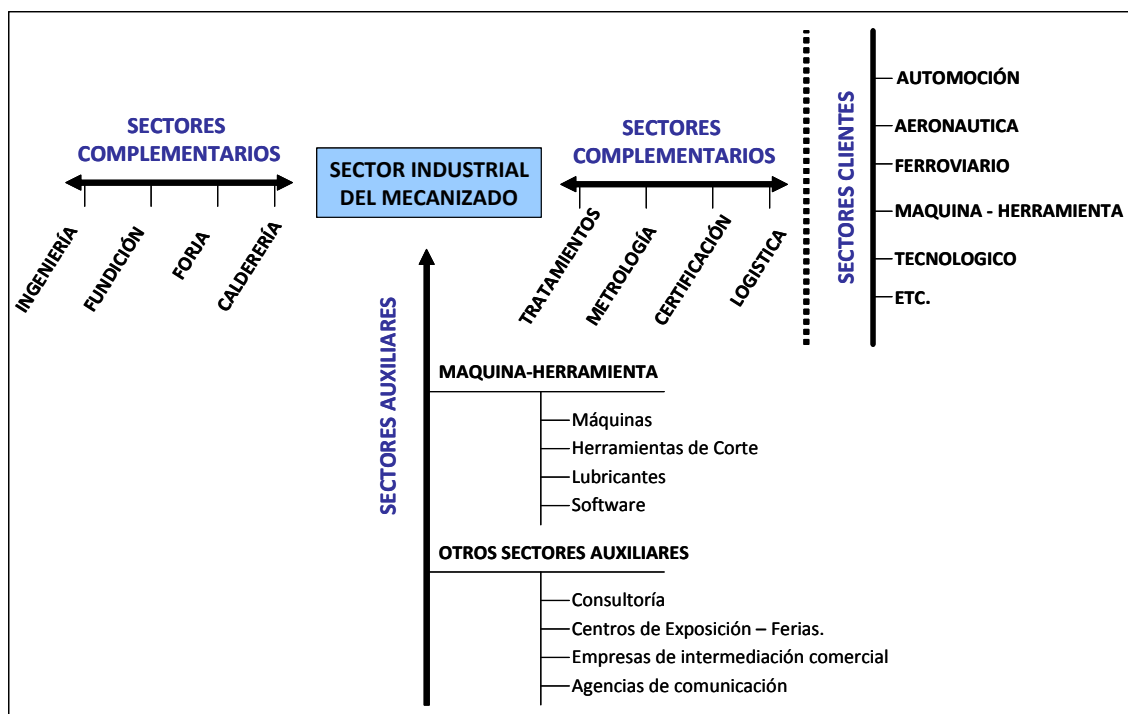 SECTORES
COMPLEMENTARIOS
INGENIERÍA
FUNDICIÓN
FORJA
CALDERERÍA
SECTOR INDUSTRIAL
DEL MECANIZADO
SECTORES
COMPLEMENTARIOS
TRATAMIENTOS
METROLOGÍA
CERTIFICACIÓN
LOGISTICA
SECTORES CLIENTES
AUTOMOCIÓN
AERONAUTICA
FERROVIARIO
MAQUINA - HERRAMIENTA
TECNOLOGICO
ETC.
SECTORES AUXILIARES
MAQUINA-HERRAMIENTA
Máquinas
Herramientas de Corte
Lubricantes
Software
OTROS SECTORES AUXILIARES
Consultoría
Centros de Exposición – Ferias.
Empresas de intermediación comercial
Agencias de comunicación